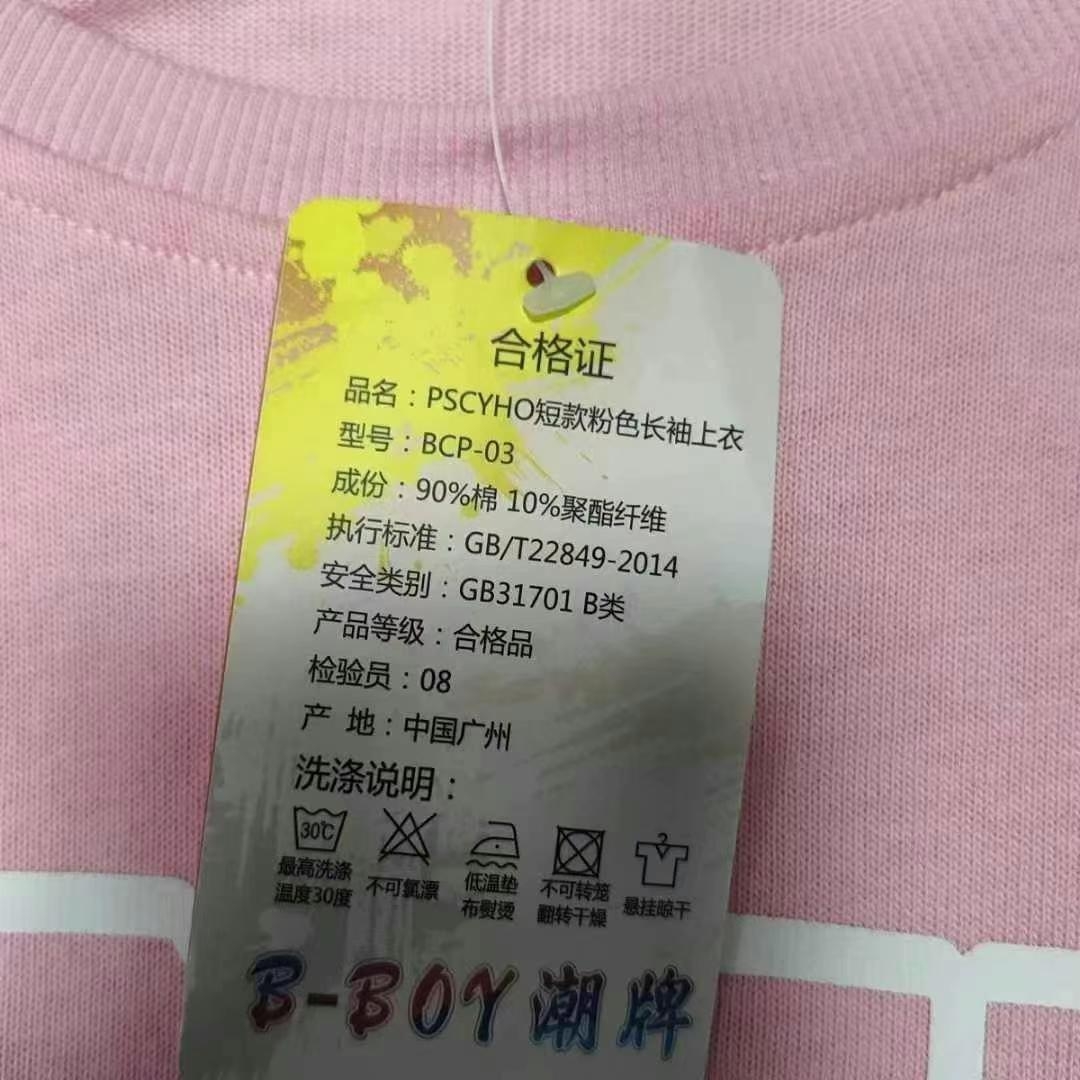 合格证
品名：PSCYHO短款粉色长袖上衣
型号：BCP-03
成份：90%棉 10%聚酯纤维
执行标准：GB/T22849-2014
安全类别：GB31701 B类
产品等级：合格品
检验员：08
产 地：中国广州
洗涤说明：
30℃
最高洗涤
温度30度
不可氯漂
低温垫
布熨烫
不可转笼
翻转干燥
悬挂晾干
B-BOY潮牌